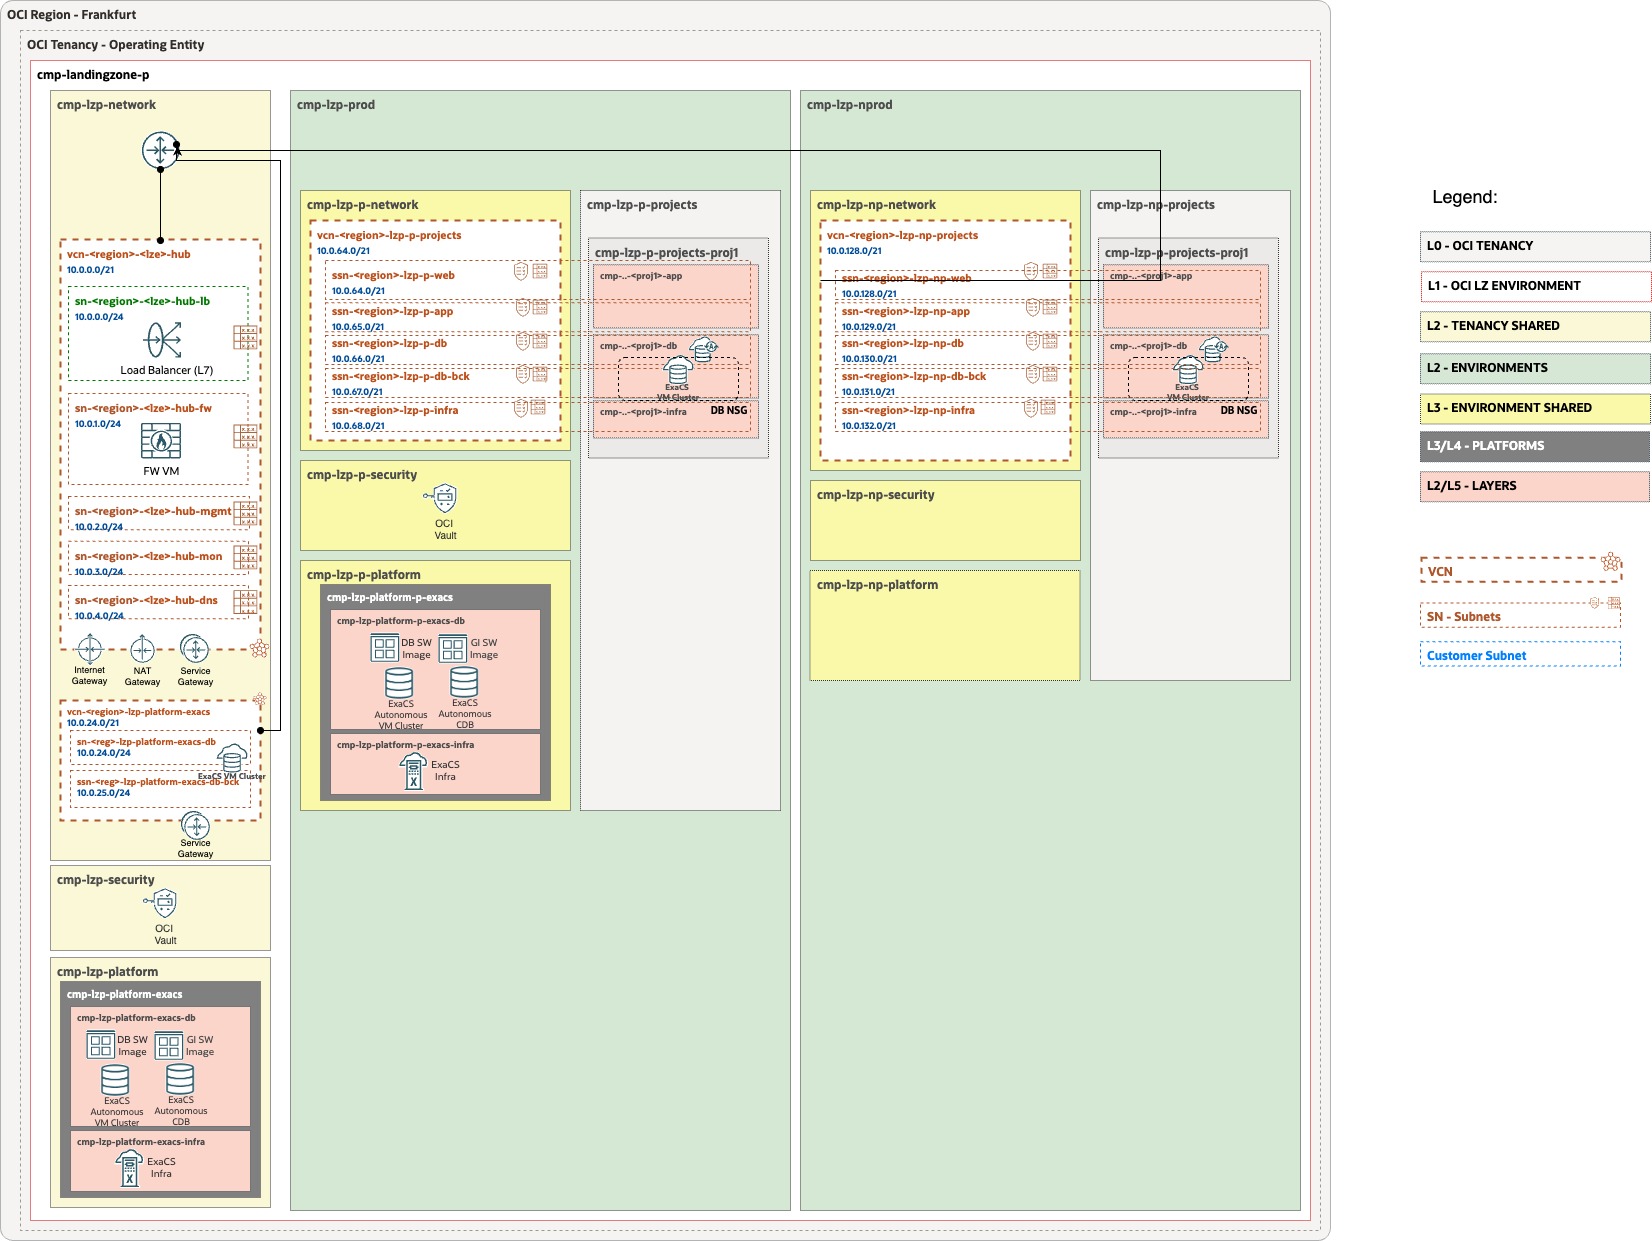 OCI Region - Frankfurt
OCI Tenancy - Operating Entity
cmp-landingzone-p
cmp-lzp-network
vcn-<region>-<lze>-hub
10.0.0.0/21
sn-<region>-<lze>-hub-lb
10.0.0.0/24
Load Balancer (L7)
sn-<region>-<lze>-hub-fw
10.0.1.0/24
FW VM
sn-<region>-<lze>-hub-mgmt
10.0.2.0/24
sn-<region>-<lze>-hub-mon
10.0.3.0/24
sn-<region>-<lze>-hub-dns
10.0.4.0/24
Internet
Gateway
NAT
Gateway
Service
Gateway
vcn-<region>-lzp-platform-exacs
10.0.24.0/21
sn-<reg>-lzp-platform-exacs-db
10.0.24.0/24
ExaCS VM Cluster
ssn-<reg>-lzp-platform-exacs-db-bck
10.0.25.0/24
Service
Gateway
cmp-lzp-security
OCI
Vault
cmp-lzp-platform
cmp-lzp-platform-exacs
cmp-lzp-platform-exacs-db
DB SW
Image
GI SW
Image
ExaCS
Autonomous
VM Cluster
ExaCS
Autonomous
CDB
cmp-lzp-platform-exacs-infra
ExaCS
Infra
cmp-lzp-prod
cmp-lzp-p-network
vcn-<region>-lzp-p-projects
10.0.64.0/21
ssn-<region>-lzp-p-web
10.0.64.0/21
ssn-<region>-lzp-p-app
10.0.65.0/21
ssn-<region>-lzp-p-db
10.0.66.0/21
ssn-<region>-lzp-p-db-bck
10.0.67.0/21
ssn-<region>-lzp-p-infra
10.0.68.0/21
cmp-lzp-p-projects
cmp-lzp-p-projects-proj1
cmp-..-<proj1>-app
cmp-..-<proj1>-db
A
ExaCS
VM Cluster
cmp-..-<proj1>-infra
DB NSG
cmp-lzp-p-security
OCI
Vault
cmp-lzp-p-platform
cmp-lzp-platform-p-exacs
cmp-lzp-platform-p-exacs-db
DB SW
Image
GI SW
Image
ExaCS
Autonomous
VM Cluster
ExaCS
Autonomous
CDB
cmp-lzp-platform-p-exacs-infra
ExaCS
Infra
cmp-lzp-nprod
cmp-lzp-np-network
vcn-<region>-lzp-np-projects
10.0.128.0/21
ssn-<region>-lzp-np-web
10.0.128.0/21
ssn-<region>-lzp-np-app
10.0.129.0/21
ssn-<region>-lzp-np-db
10.0.130.0/21
ssn-<region>-lzp-np-db-bck
10.0.131.0/21
ssn-<region>-lzp-np-infra
10.0.132.0/21
cmp-lzp-np-projects
cmp-lzp-p-projects-proj1
cmp-..-<proj1>-app
cmp-..-<proj1>-db
A
ExaCS
VM Cluster
cmp-..-<proj1>-infra
DB NSG
cmp-lzp-np-security
cmp-lzp-np-platform
Legend:
L0 - OCI TENANCY
L1 - OCI LZ ENVIRONMENT
L2 - TENANCY SHARED
L2 - ENVIRONMENTS
L3 - ENVIRONMENT SHARED
L3/L4 - PLATFORMS
L2/L5 - LAYERS
VCN
SN - Subnets
Customer Subnet